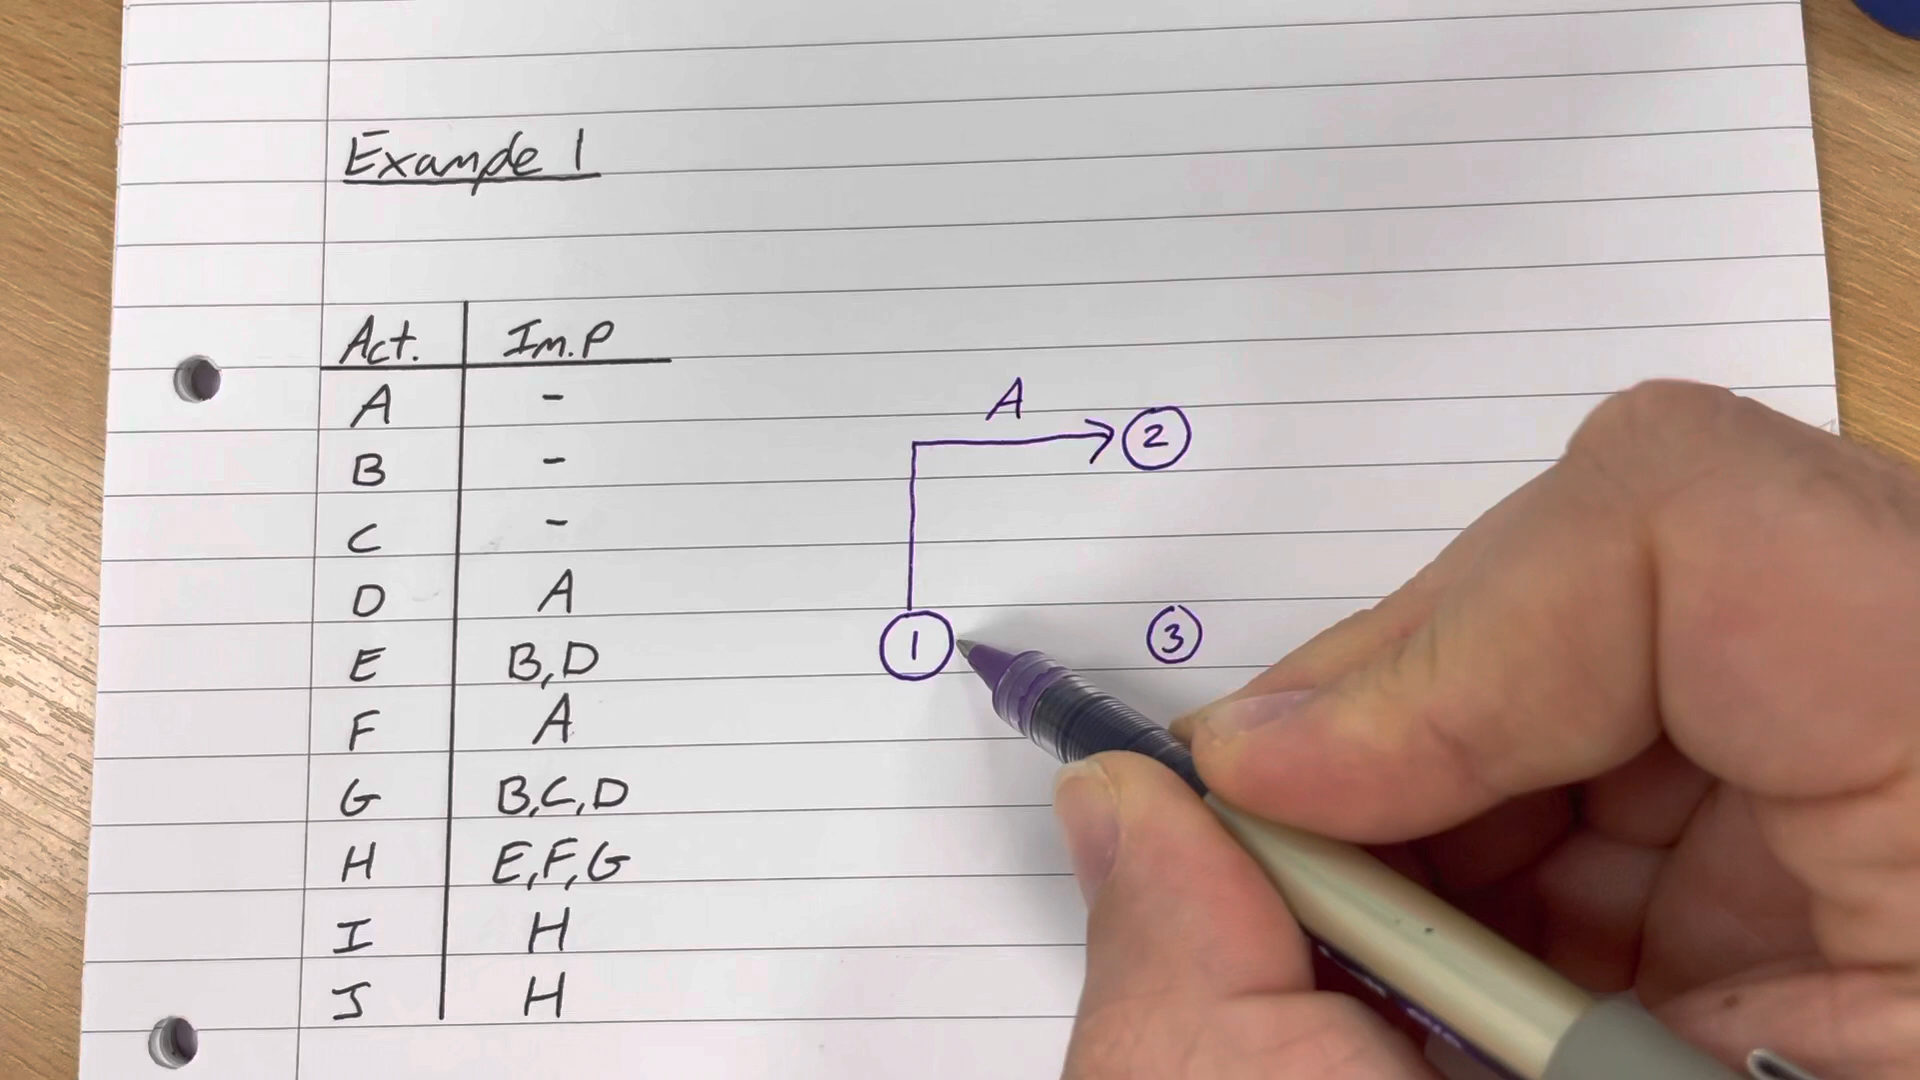 Example 1
Act. Im.P
A -
B -
C -
D A
E B,D
F A
G B,C,D
H E,F,G
I H
J H
A
2
1
3